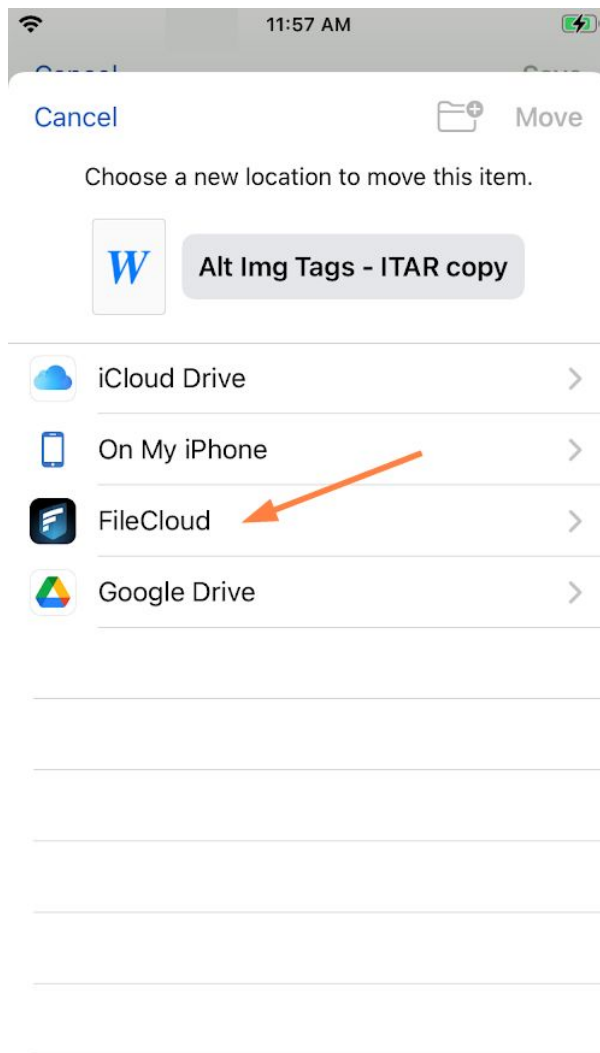 11:57 AM
Cancel
Move
Choose a new location to move this item.
W
Alt Img Tags - ITAR copy
iCloud Drive
On My iPhone
FileCloud
Google Drive